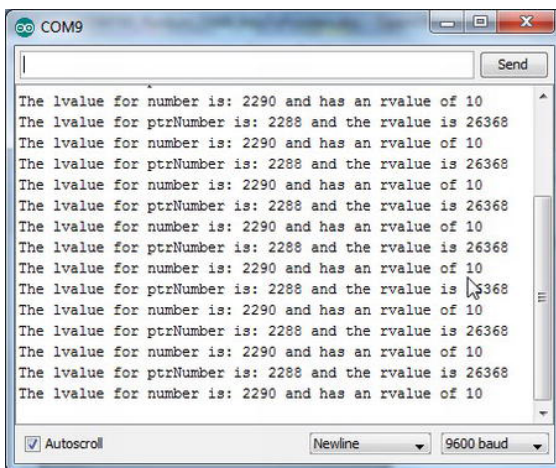 COM9
Send
The lvalue for number is: 2290 and has an rvalue of 10
The lvalue for ptrNumber is: 2288 and the rvalue is 26368
The lvalue for number is: 2290 and has an rvalue of 10
The lvalue for ptrNumber is: 2288 and the rvalue is 26368
The lvalue for number is: 2290 and has an rvalue of 10
The lvalue for ptrNumber is: 2288 and the rvalue is 26368
The lvalue for number is: 2290 and has an rvalue of 10
The lvalue for ptrNumber is: 2288 and the rvalue is 26368
The lvalue for number is: 2290 and has an rvalue of 10
The lvalue for ptrNumber is: 2288 and the rvalue is
The lvalue for number is: 2290 and has an rvalue of 10
The lvalue for ptrNumber is: 2288 and the rvalue is 26368
The lvalue for number is: 2290 and has an rvalue of 10
The lvalue for ptrNumber is: 2288 and the rvalue is 26368
The lvalue for number is: 2290 and has an rvalue of 10
Autoscroll Newline 9600 baud